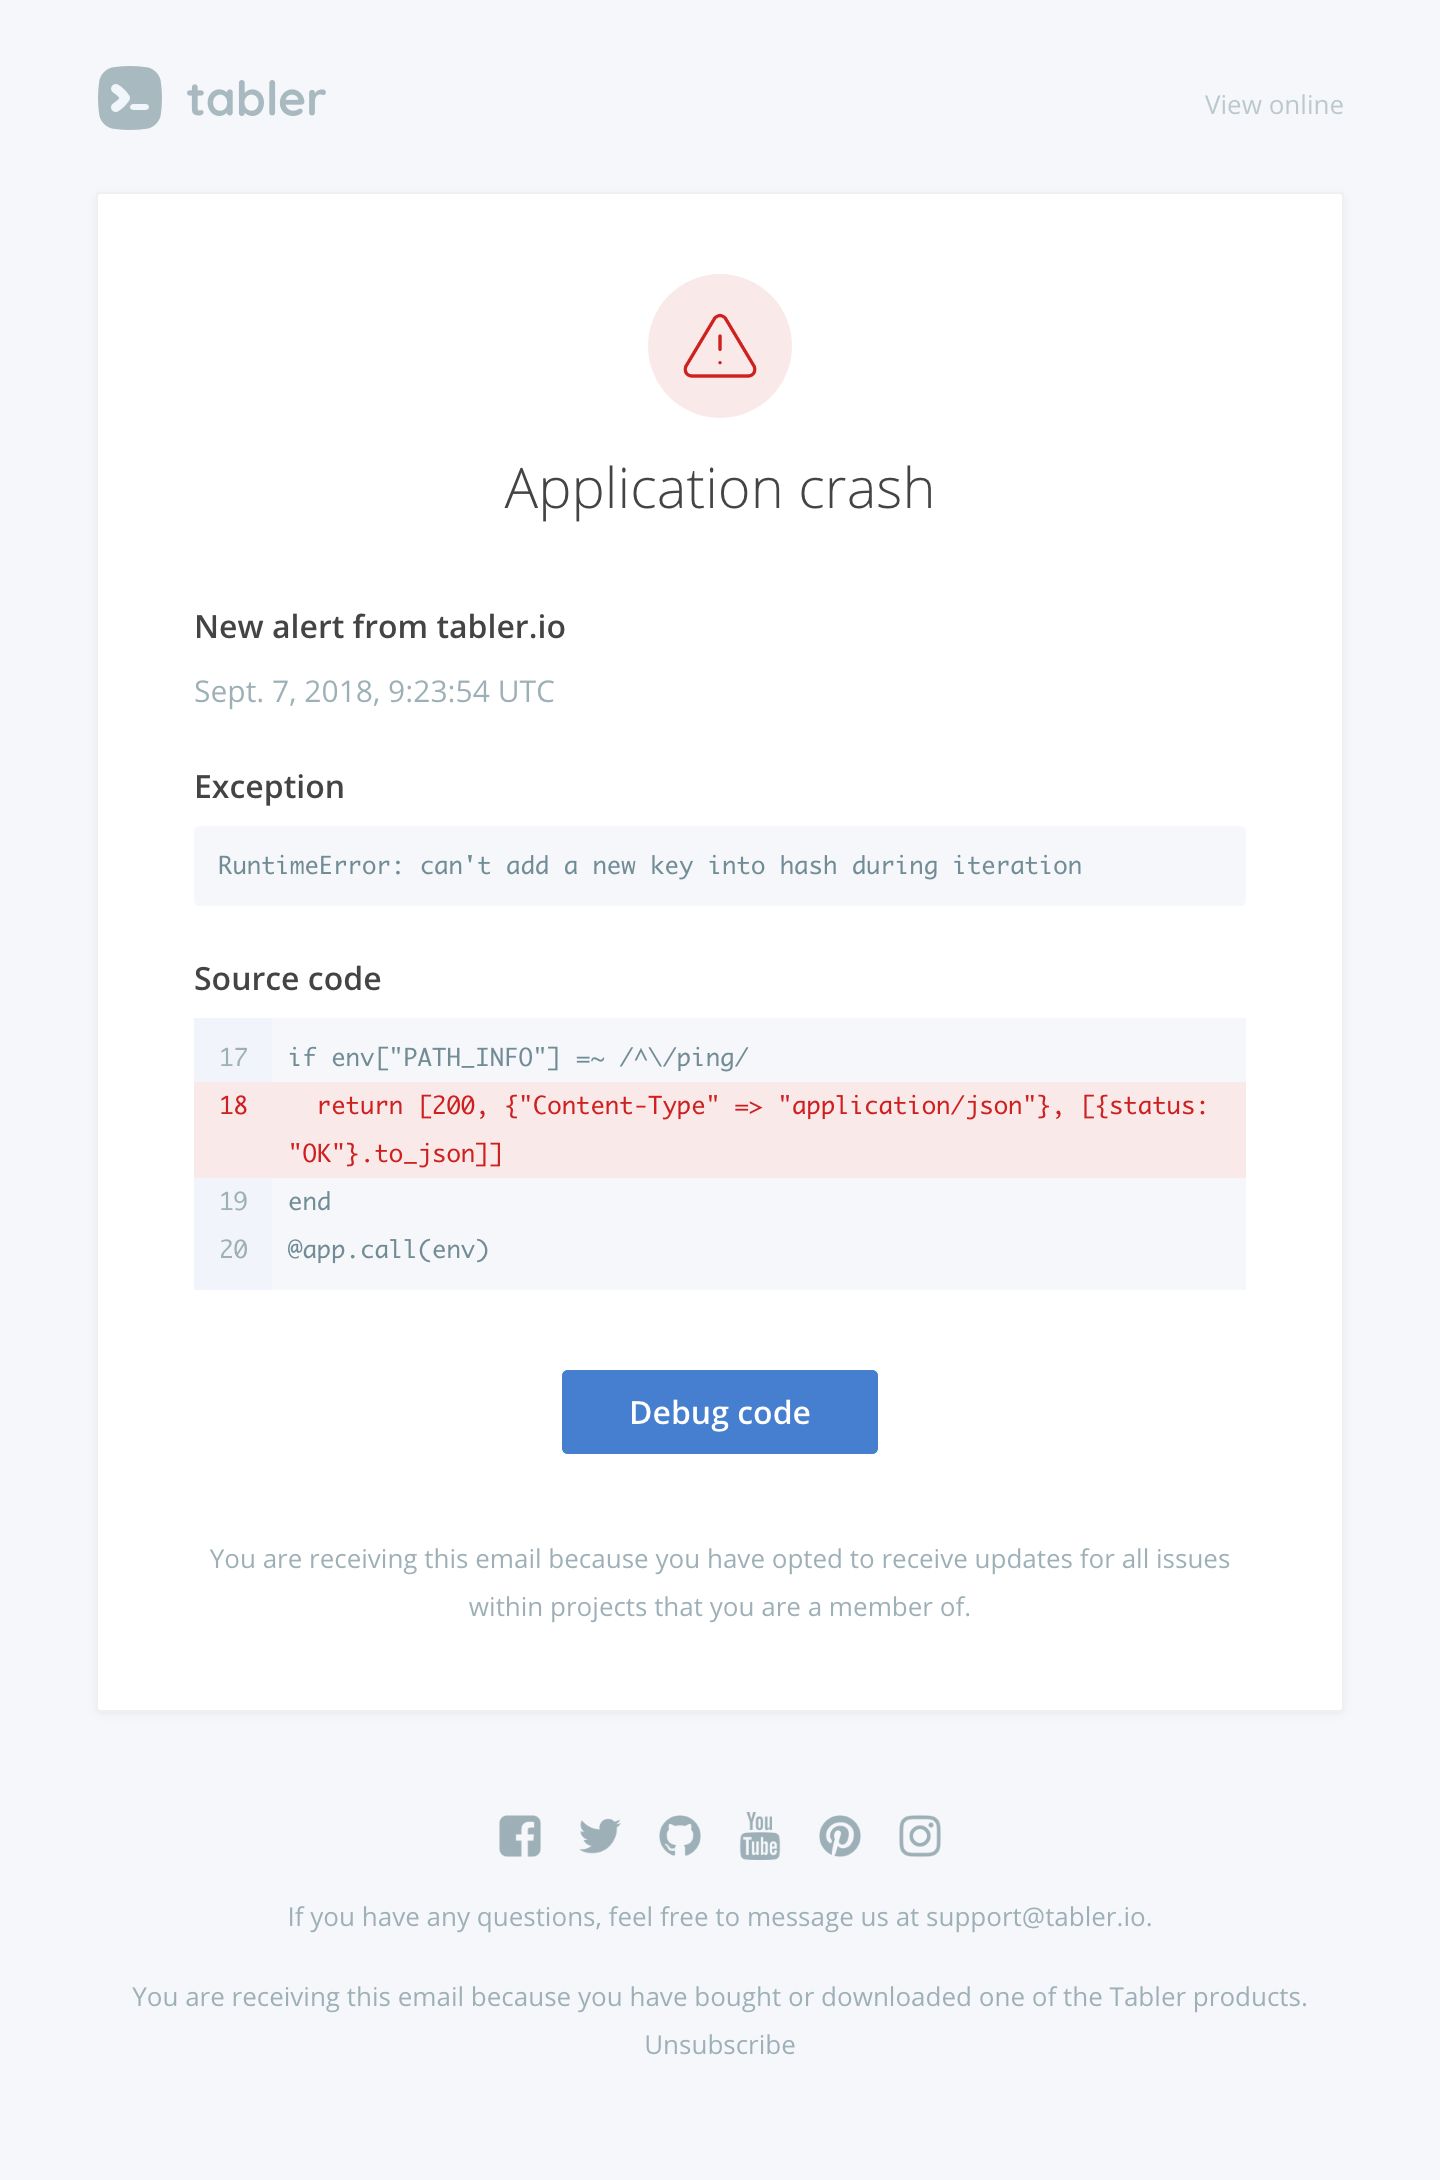 tabler
View online
Application crash
New alert from tabler.io
Sept. 7, 2018, 9:23:54 UTC
Exception
RuntimeError: can't add a new key into hash during iteration
Source code
17 if env["PATH_INFO"] =~ /^\/ping/
18   return [200, {"Content-Type" => "application/json"}, [{status:
"OK"}.to_json]]
19 end
20 @app.call(env)
Debug code
You are receiving this email because you have opted to receive updates for all issues
within projects that you are a member of.
You Tube
If you have any questions, feel free to message us at support@tabler.io.
You are receiving this email because you have bought or downloaded one of the Tabler products.
Unsubscribe